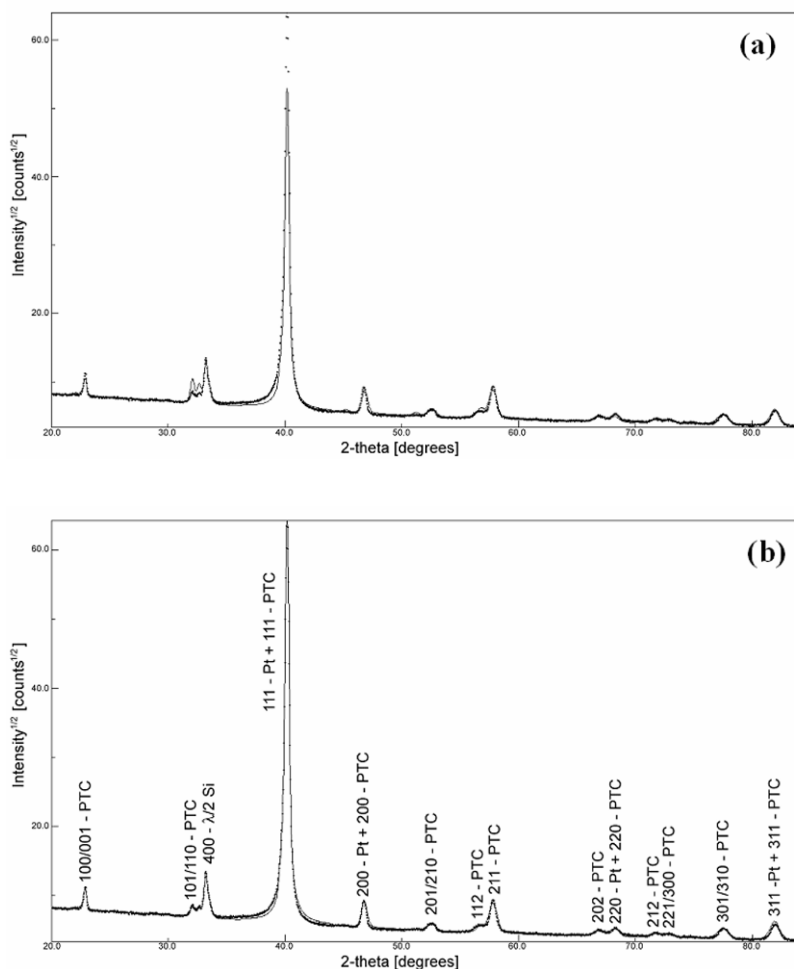 (a)
Intensity1/2 [counts1/2]
60.0
40.0
20.0
20.0 30.0 40.0 50.0 60.0 70.0 80.0
2-theta [degrees]
(b)
Intensity1/2 [counts1/2]
60.0
40.0
20.0
100/001 - PTC
101/110 - PTC
400 - λ/2 Si
111 - Pt + 111 - PTC
200 - Pt + 200 - PTC
201/210 - PTC
112 - PTC
211 - PTC
202 - PTC
220 - Pt + 220 - PTC
212 - PTC
221/300 - PTC
301/310 - PTC
311 -Pt + 311 - PTC
20.0 30.0 40.0 50.0 60.0 70.0 80.0
2-theta [degrees]